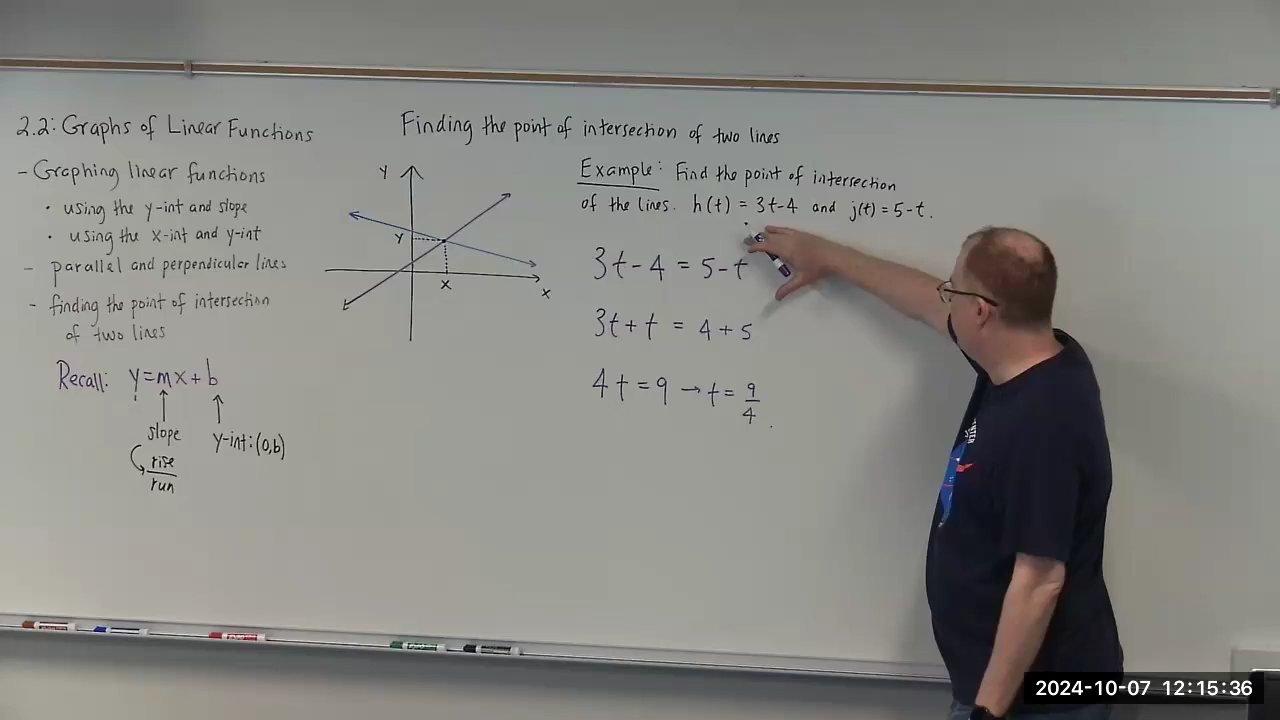 2.2: Graphs of Linear Functions
- Graphing linear functions
• using the y-int and slope
• using the x-int and y-int
- parallel and perpendicular lines
- finding the point of intersection
of two lines
Recall: y=mx+b
slope
y-int: (0,b)
rise
run
Finding the point of intersection of two lines
Y
Y
X
X
Example: Find the point of intersection
of the lines. h(t) = 3t-4 and j(t) = 5-t.
3t - 4 = 5 - t
3t + t = 4 + 5
4t = 9 → t = 9/4.
2024-10-07 12:15:36